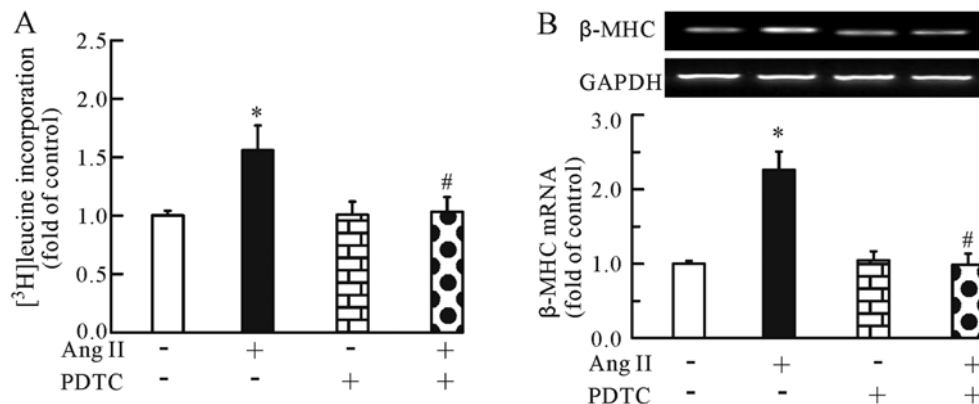 A
[³H]leucine incorporation
(fold of control)
2.5
2.0
1.5
1.0
0.5
0.0
*
#
Ang II - + - +
PDTC - - + +
B
β-MHC
GAPDH
β-MHC mRNA
(fold of control)
3.0
2.0
1.0
0.0
*
#
Ang II - + - +
PDTC - - + +